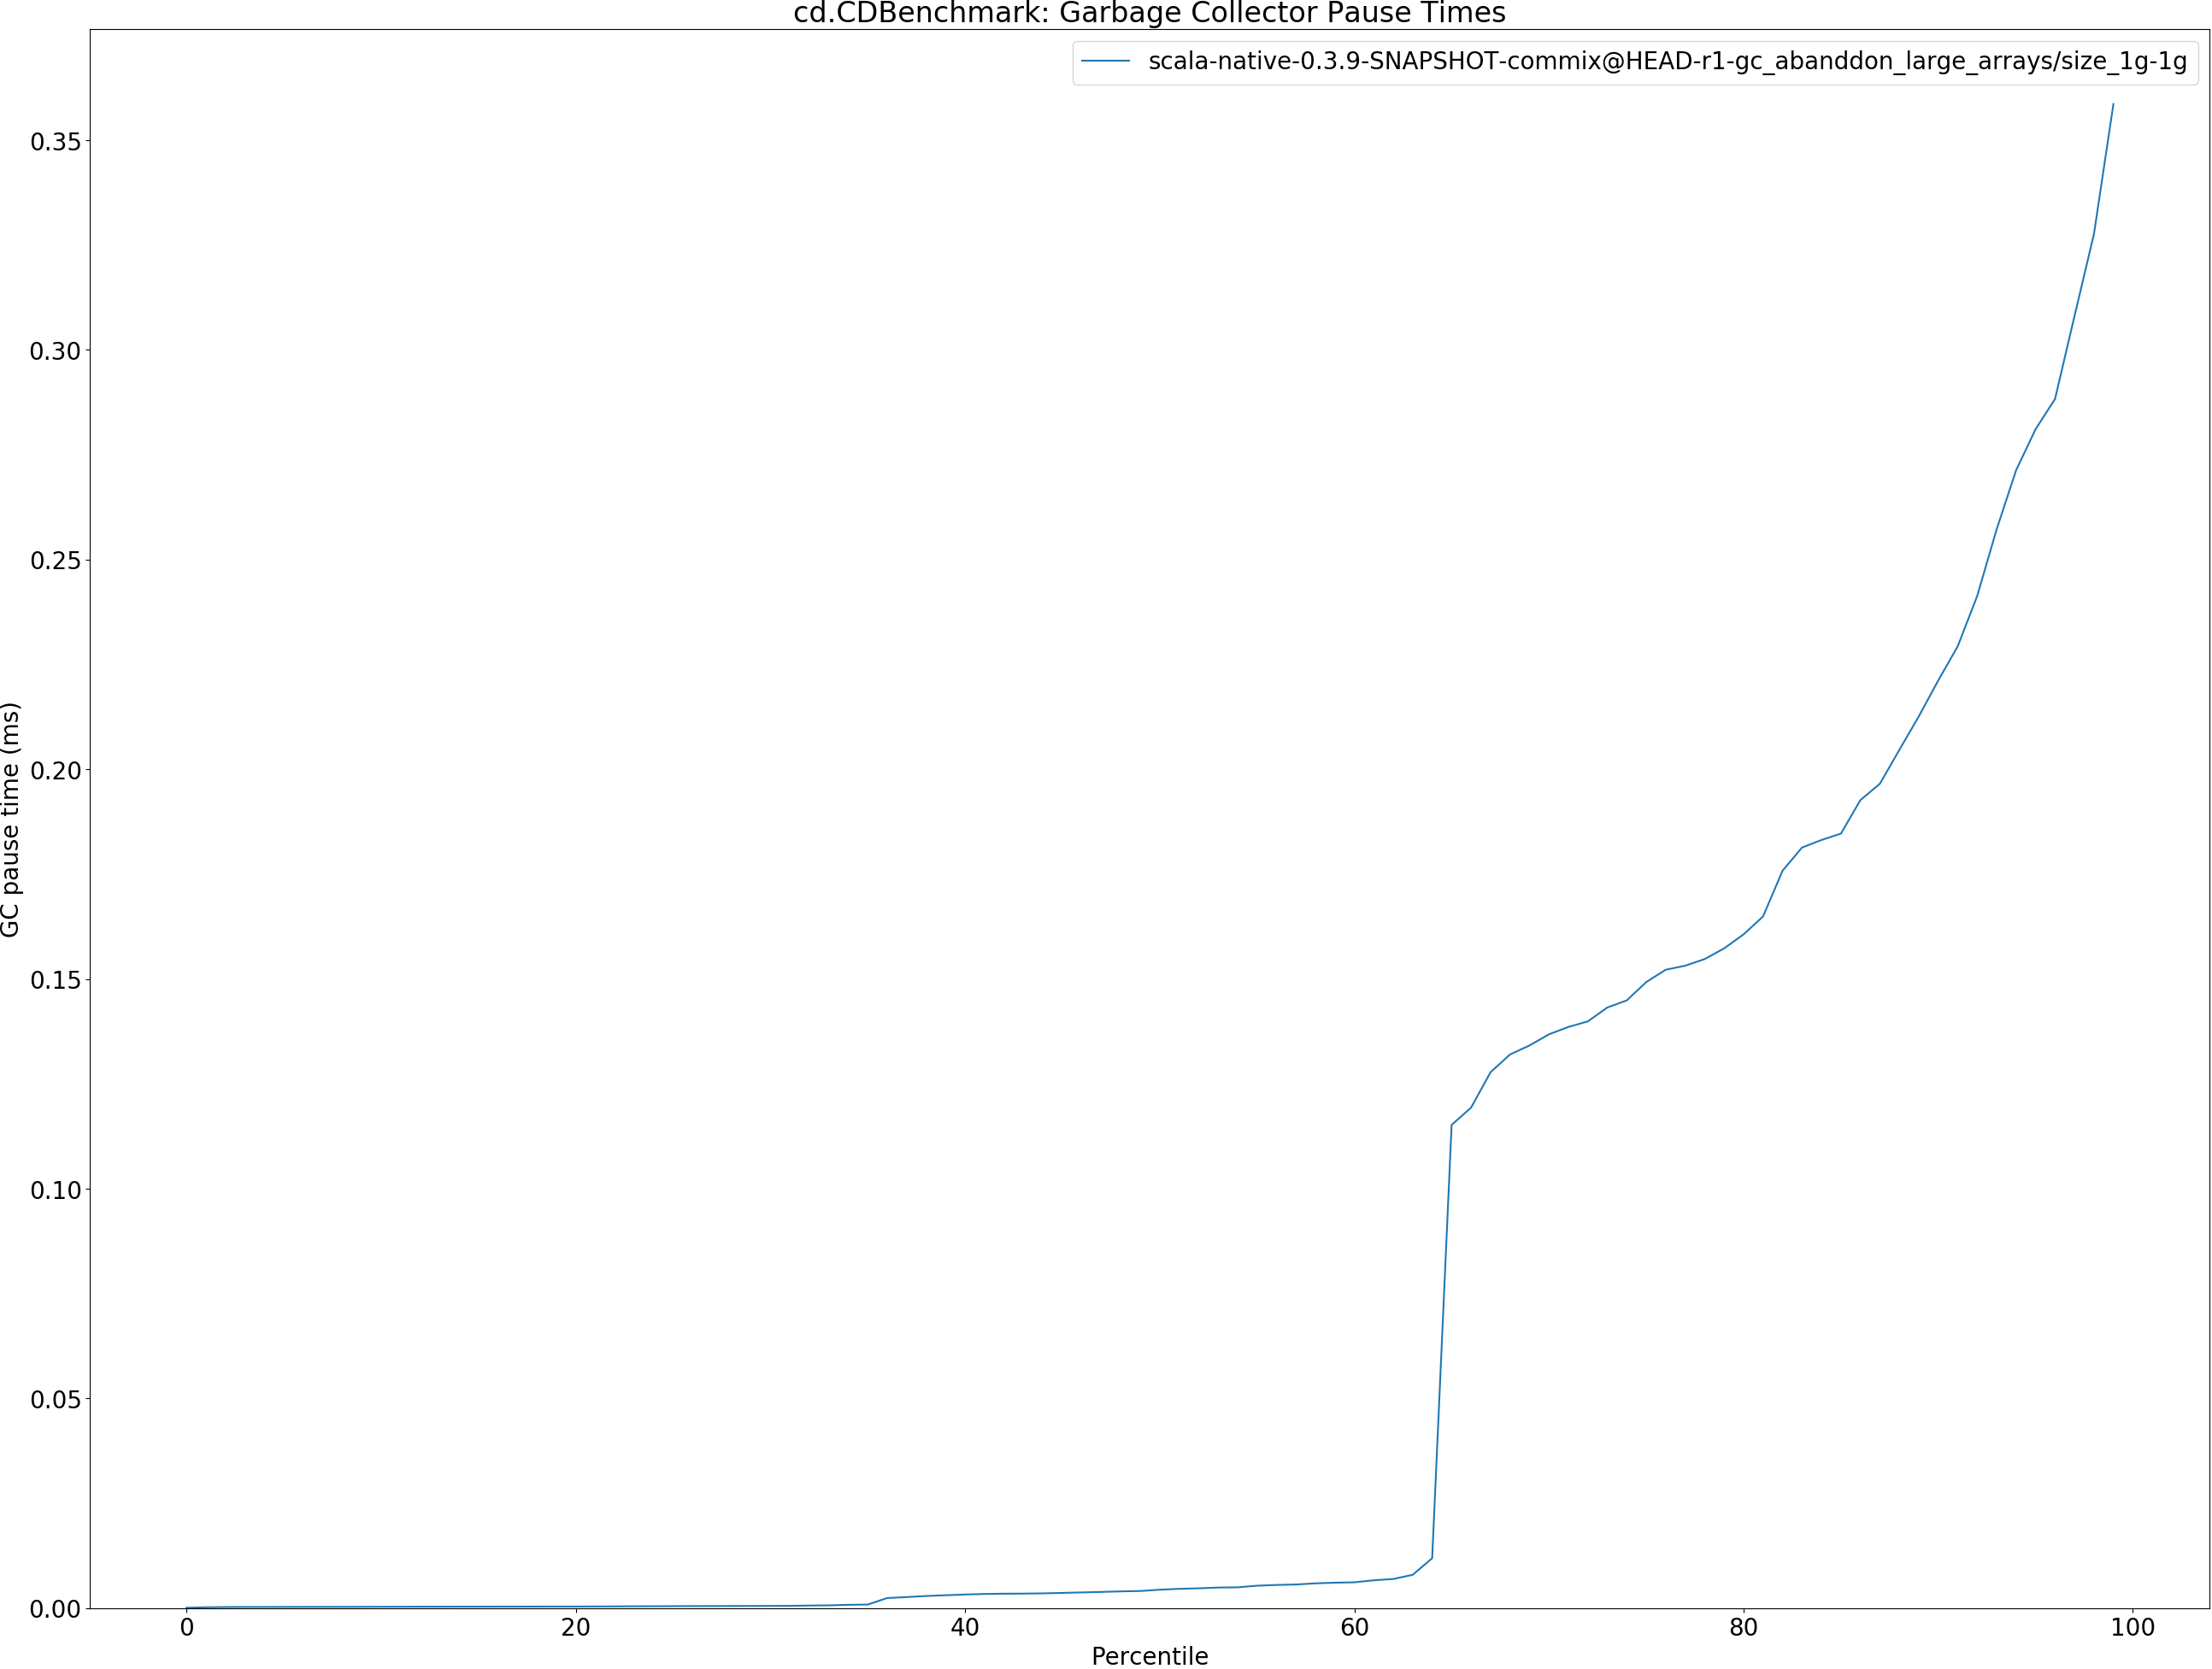 cd.CDBenchmark: Garbage Collector Pause Times
scala-native-0.3.9-SNAPSHOT-commix@HEAD-r1-gc_abanddon_large_arrays/size_1g-1g
GC pause time (ms)
0.35
0.30
0.25
0.20
0.15
0.10
0.05
0.00
0 20 40 60 80 100
Percentile